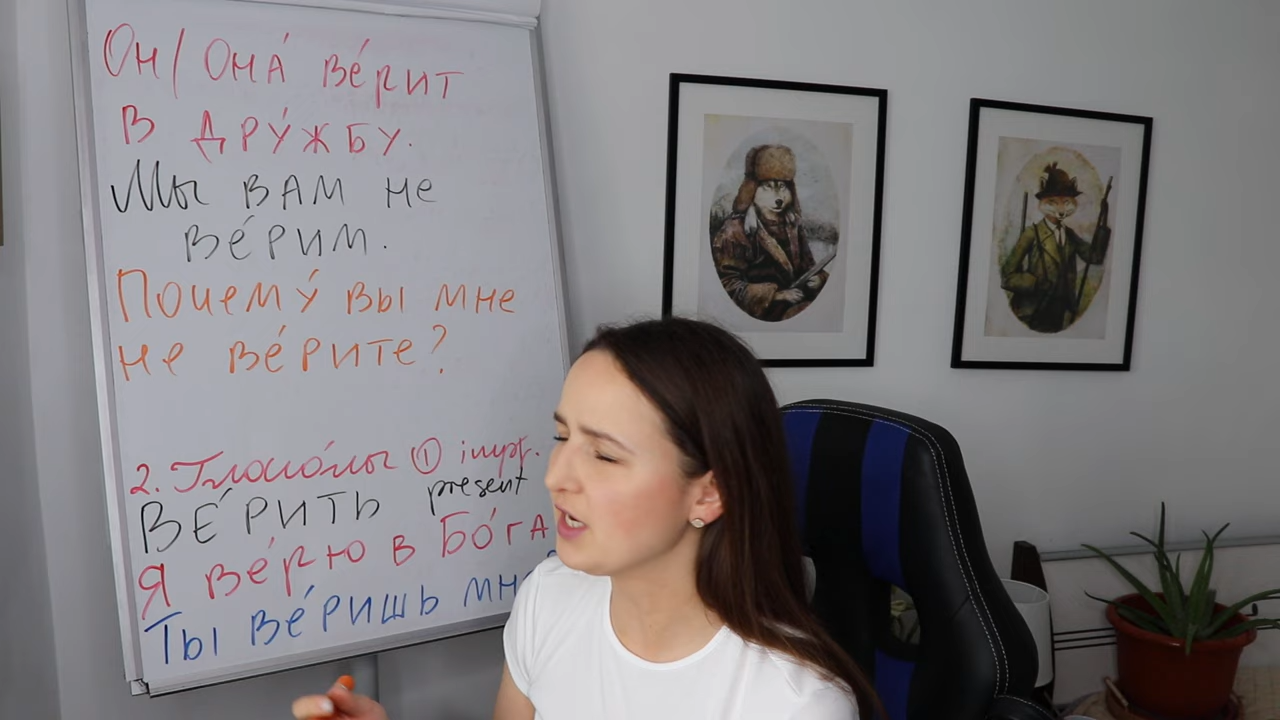 Он/Она́ ве́рит
в дру́жбу.
Мы вам не
ве́рим.
Почему́ вы мне
не ве́рите?
2. Глаго́лы ① impf.
ВЕ́РИТЬ present
Я ве́рю в Бо́га
Ты ве́ришь